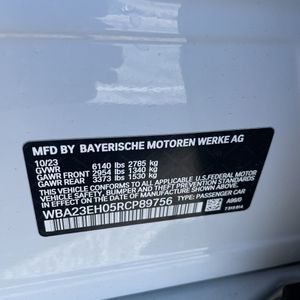 MFD BY BAYERISCHE MOTOREN WERKE AG
10/23
GVWR 6140 lbs 2785 kg
GAWR FRONT 2954 lbs 1340 kg
GAWR REAR 3373 lbs 1530 kg
THIS VEHICLE CONFORMS TO ALL APPLICABLE
U.S. FEDERAL MOTOR VEHICLE
SAFETY, BUMPER, AND THEFT PREVENTION
STANDARDS IN EFFECT ON THE DATE OF
MANUFACTURE SHOWN ABOVE.
WBA23EH05RCP89756
TYPE: PASSENGER CAR
A96/0